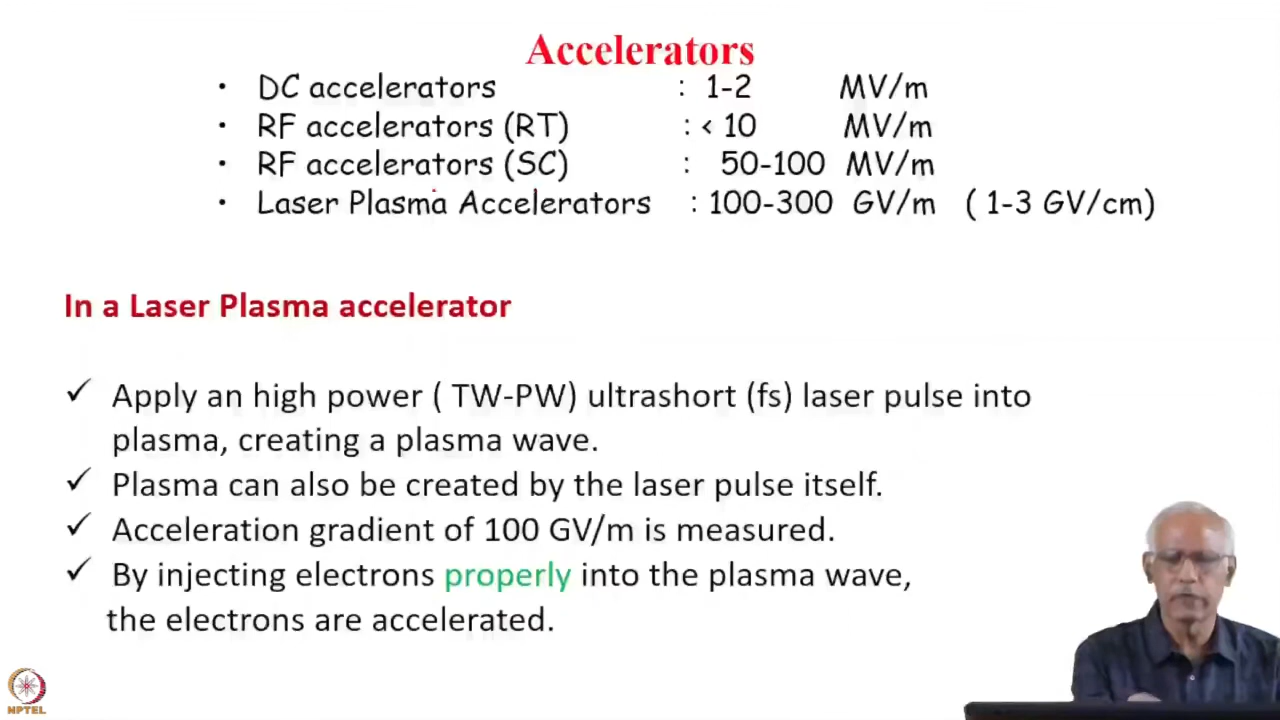 Accelerators
• DC accelerators : 1-2 MV/m
• RF accelerators (RT) : < 10 MV/m
• RF accelerators (SC) : 50-100 MV/m
• Laser Plasma Accelerators : 100-300 GV/m ( 1-3 GV/cm)
In a Laser Plasma accelerator
✓ Apply an high power ( TW-PW) ultrashort (fs) laser pulse into
plasma, creating a plasma wave.
✓ Plasma can also be created by the laser pulse itself.
✓ Acceleration gradient of 100 GV/m is measured.
✓ By injecting electrons properly into the plasma wave,
the electrons are accelerated.
NPTEL